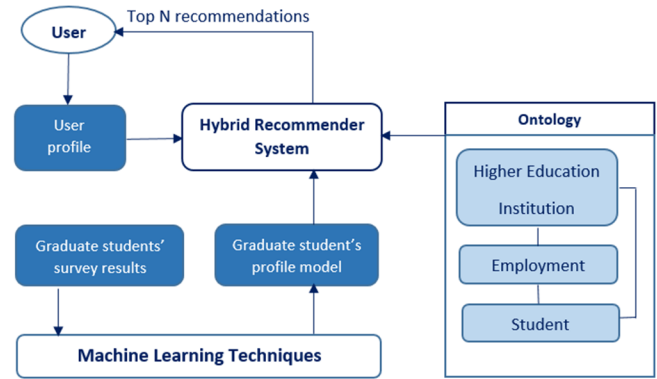 Top N recommendations
User
User
profile
Hybrid Recommender
System
Ontology
Higher Education
Institution
Employment
Student
Graduate students’
survey results
Graduate student’s
profile model
Machine Learning Techniques